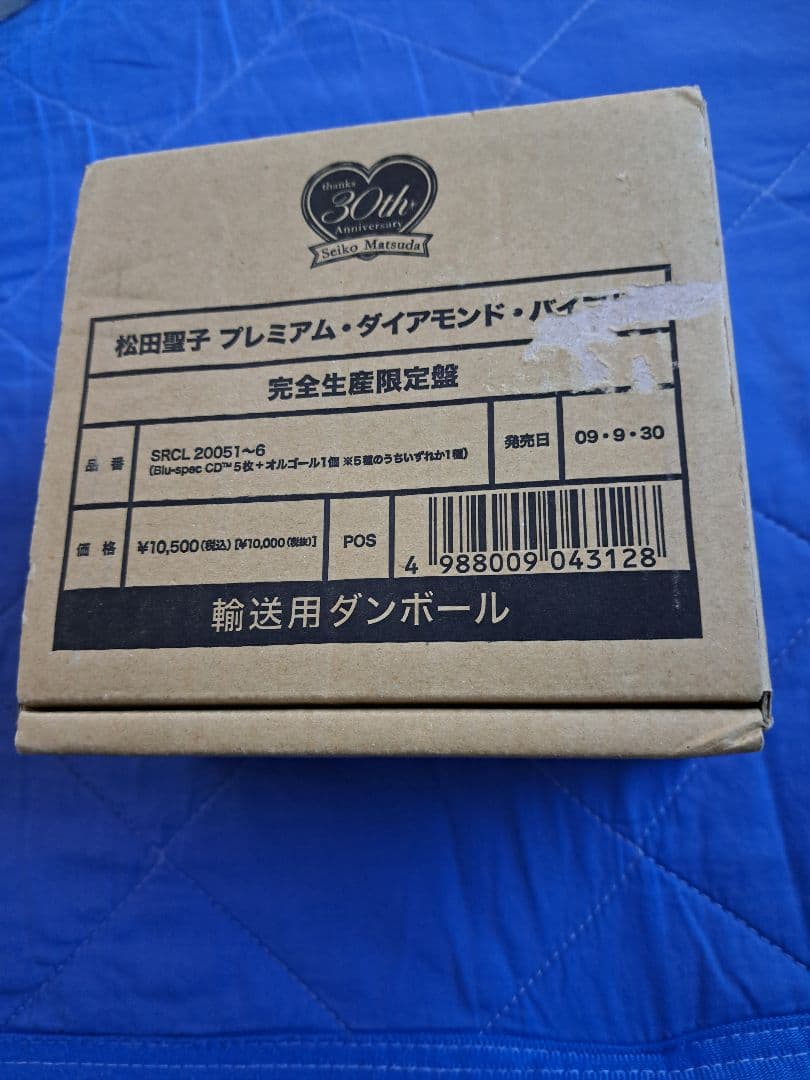 thanks
30th
Anniversary
Seiko Matsuda
松田聖子 プレミアム・ダイアモンド・バイ
完全生産限定盤
品番 SRCL 20051〜6 発売日 09・9・30
(Blu-spec CD™5枚+オルゴール1個 ※5種のうちいずれか1種)
価格 ¥10,500(税込) [¥10,000(税抜)] POS 4 988009 043128
輸送用ダンボール